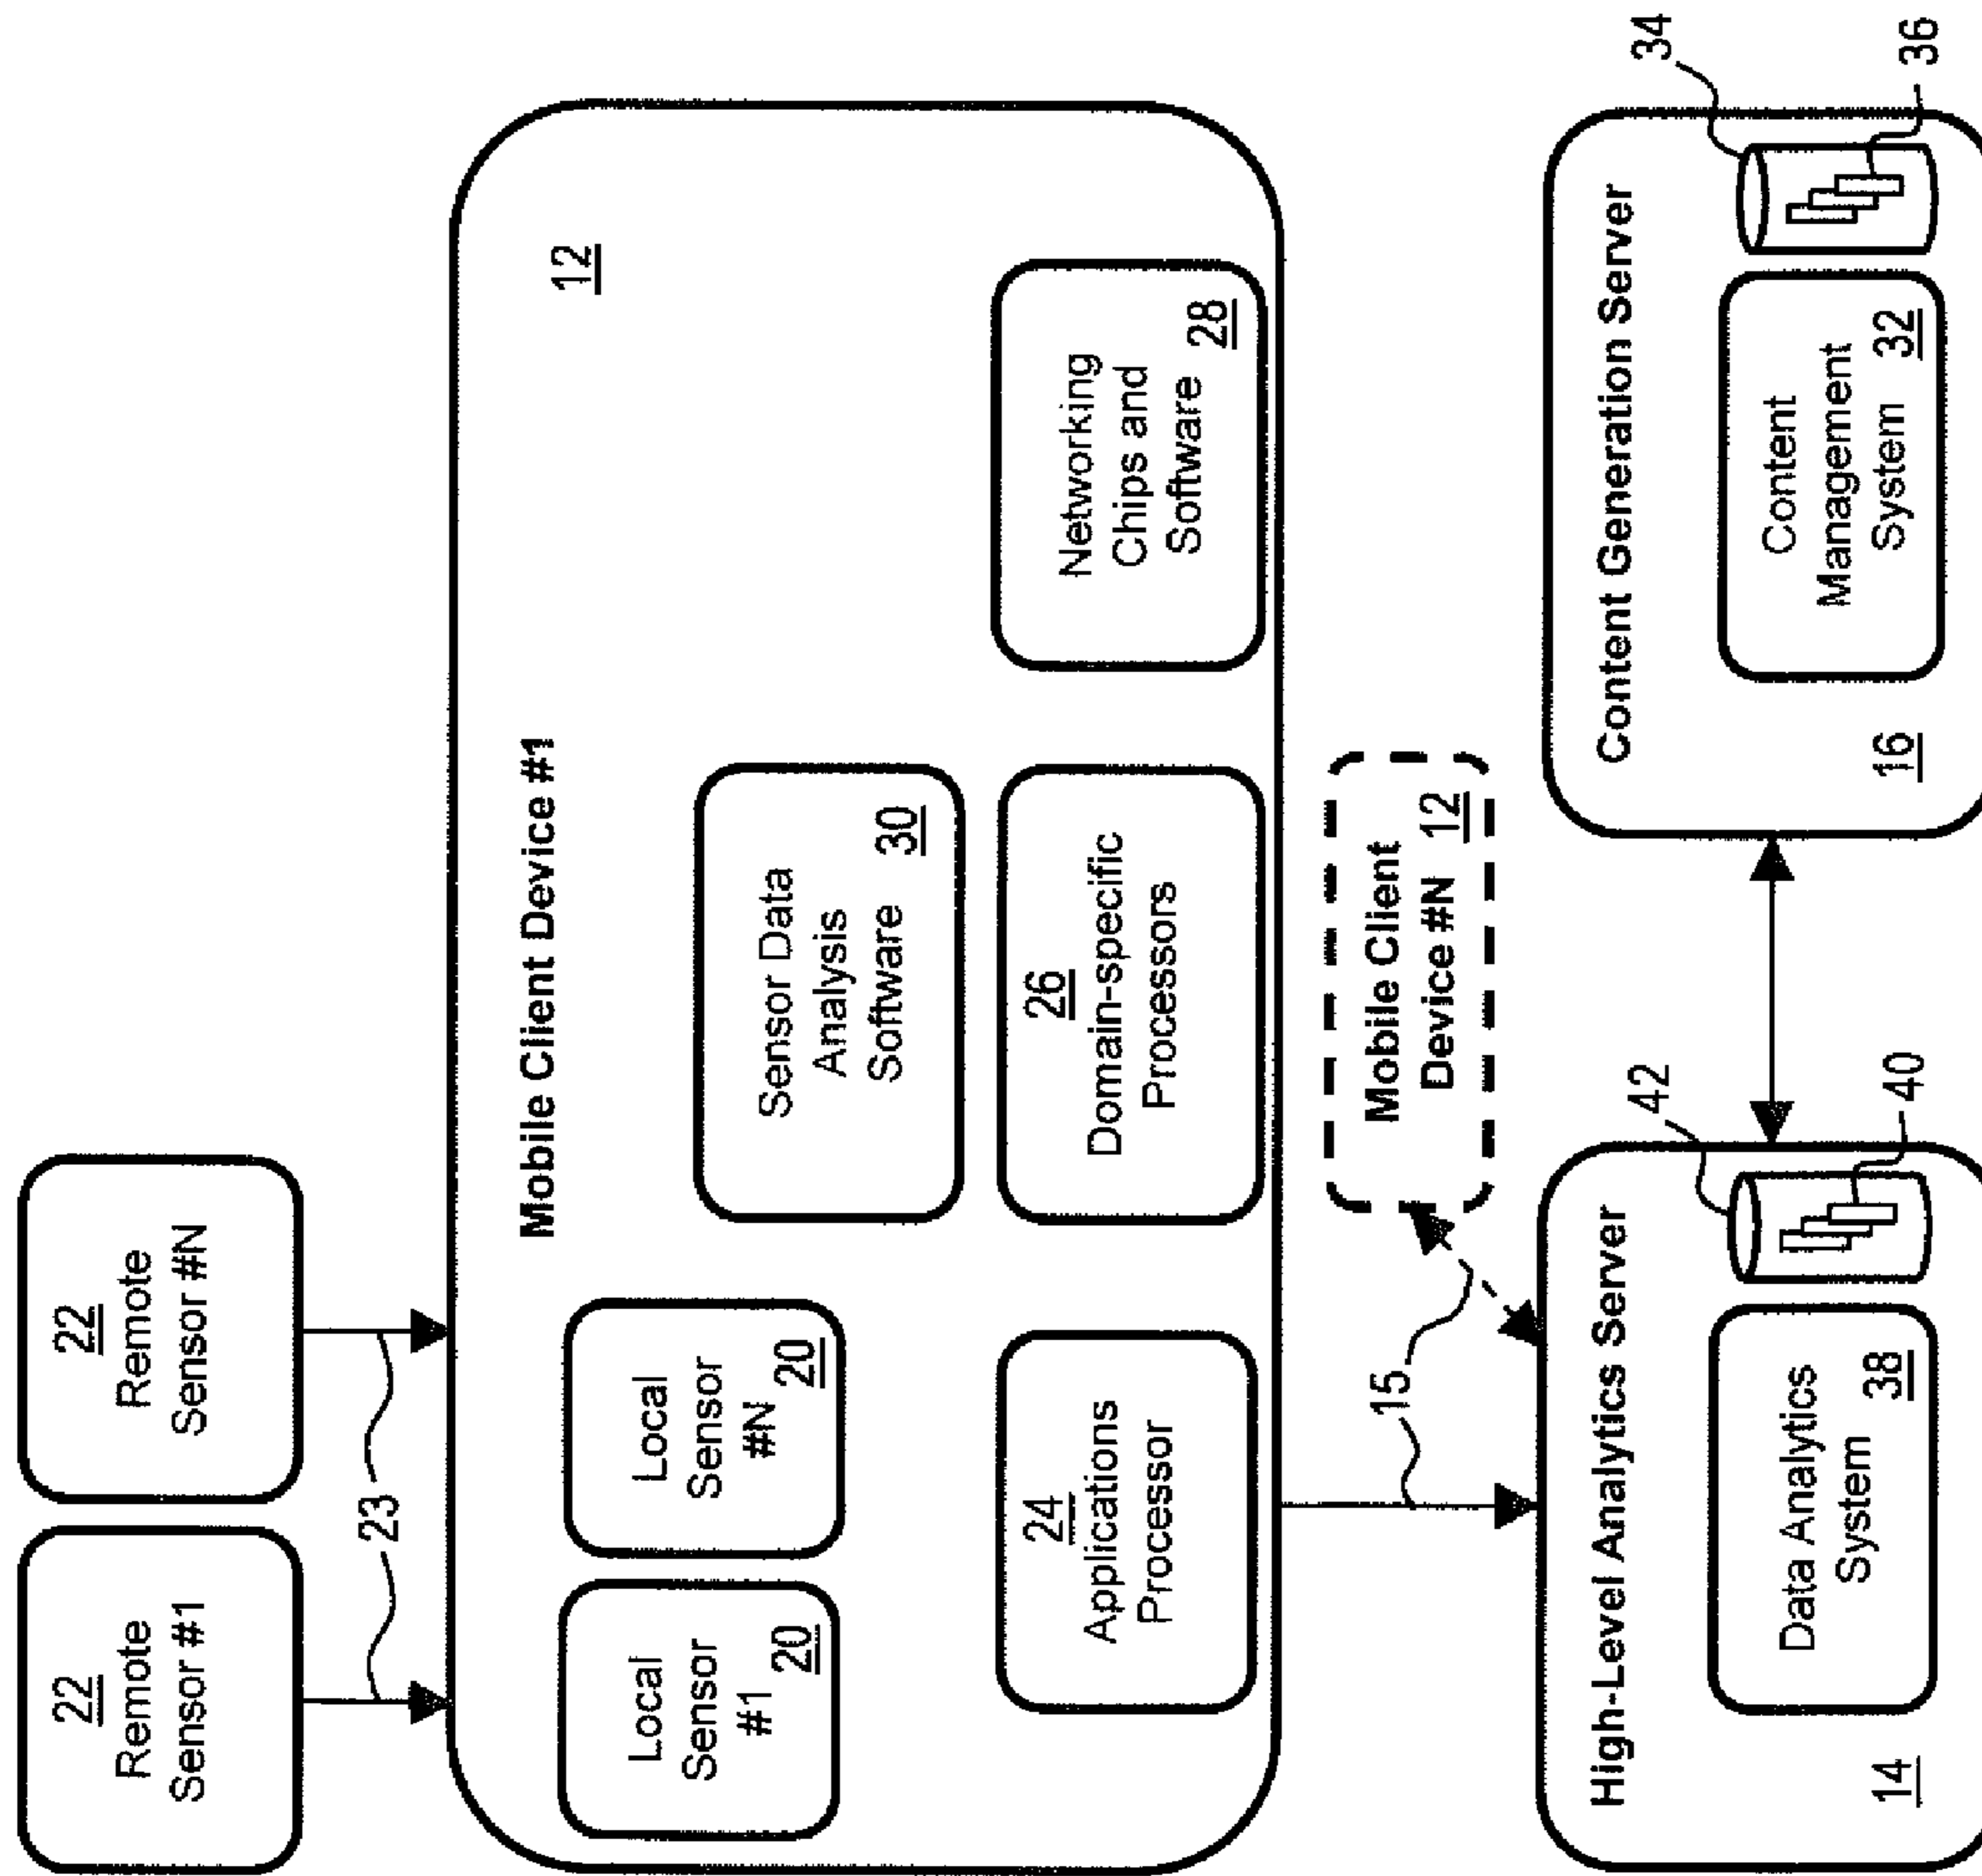 22
Remote
Sensor #1
22
Remote
Sensor #N
23
Mobile Client Device #1
12
Local
Sensor
#1
20
Local
Sensor
#N
20
Sensor Data
Analysis
Software 30
24
Applications
Processor
26
Domain-specific
Processors
Networking
Chips and
Software
28
15
Mobile Client
Device #N 12
High-Level Analytics Server
14
Data Analytics
System 38
42
40
Content Generation Server
16
Content
Management
System 32
34
36